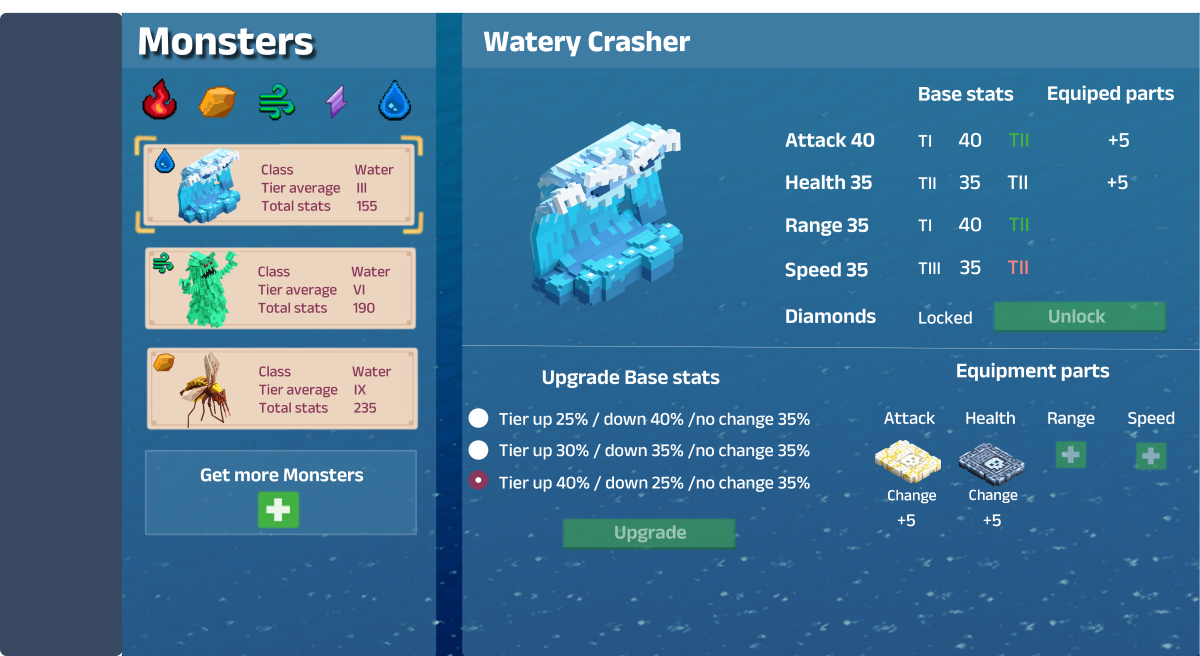 Monsters
Class Water
Tier average III
Total stats 155
Class Water
Tier average VI
Total stats 190
Class Water
Tier average IX
Total stats 235
Get more Monsters
Watery Crasher
Base stats Equiped parts
Attack 40 TI 40 TII +5
Health 35 TII 35 TII +5
Range 35 TI 40 TII
Speed 35 TIII 35 TII
Diamonds Locked Unlock
Upgrade Base stats
Tier up 25% / down 40% /no change 35%
Tier up 30% / down 35% /no change 35%
Tier up 40% / down 25% /no change 35%
Upgrade
Equipment parts
Attack Health Range Speed
Change Change
+5 +5